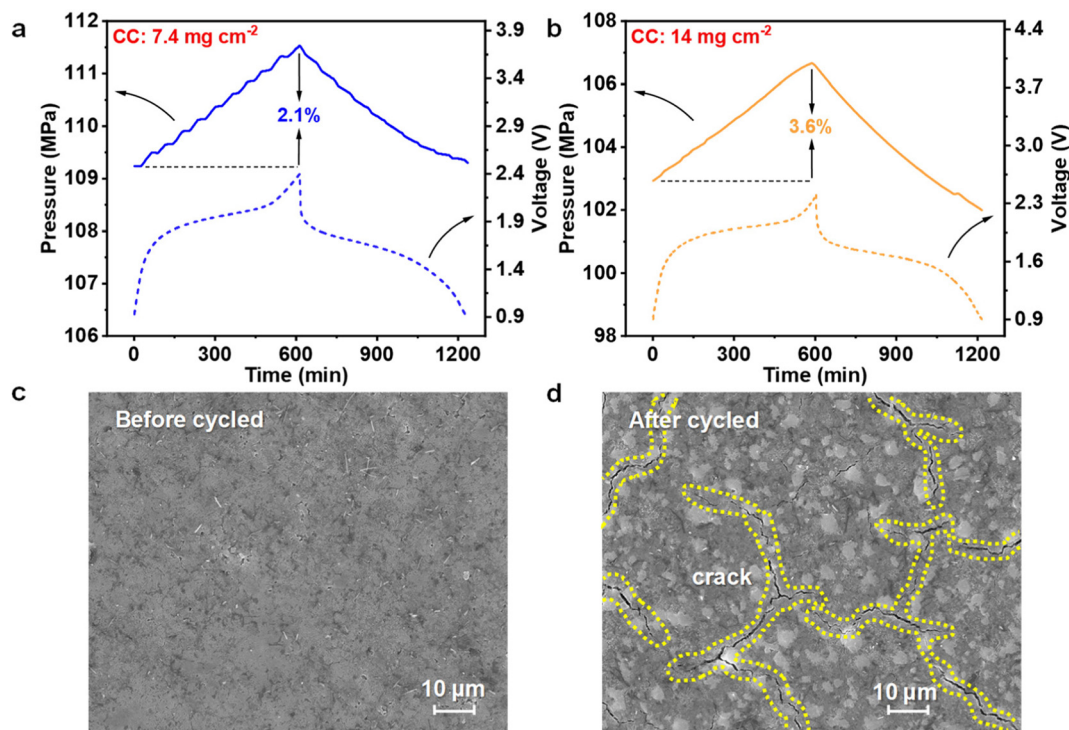 a
CC: 7.4 mg cm⁻²
112
111
110
109
108
107
106
Pressure (MPa)
2.1%
3.9
3.4
2.9
2.4
1.9
1.4
0.9
Voltage (V)
0
300
600
900
1200
Time (min)
b
CC: 14 mg cm⁻²
108
106
104
102
100
98
Pressure (MPa)
3.6%
4.4
3.7
3.0
2.3
1.6
0.9
Voltage (V)
0
300
600
900
1200
Time (min)
c
Before cycled
10 μm
d
After cycled
crack
10 μm